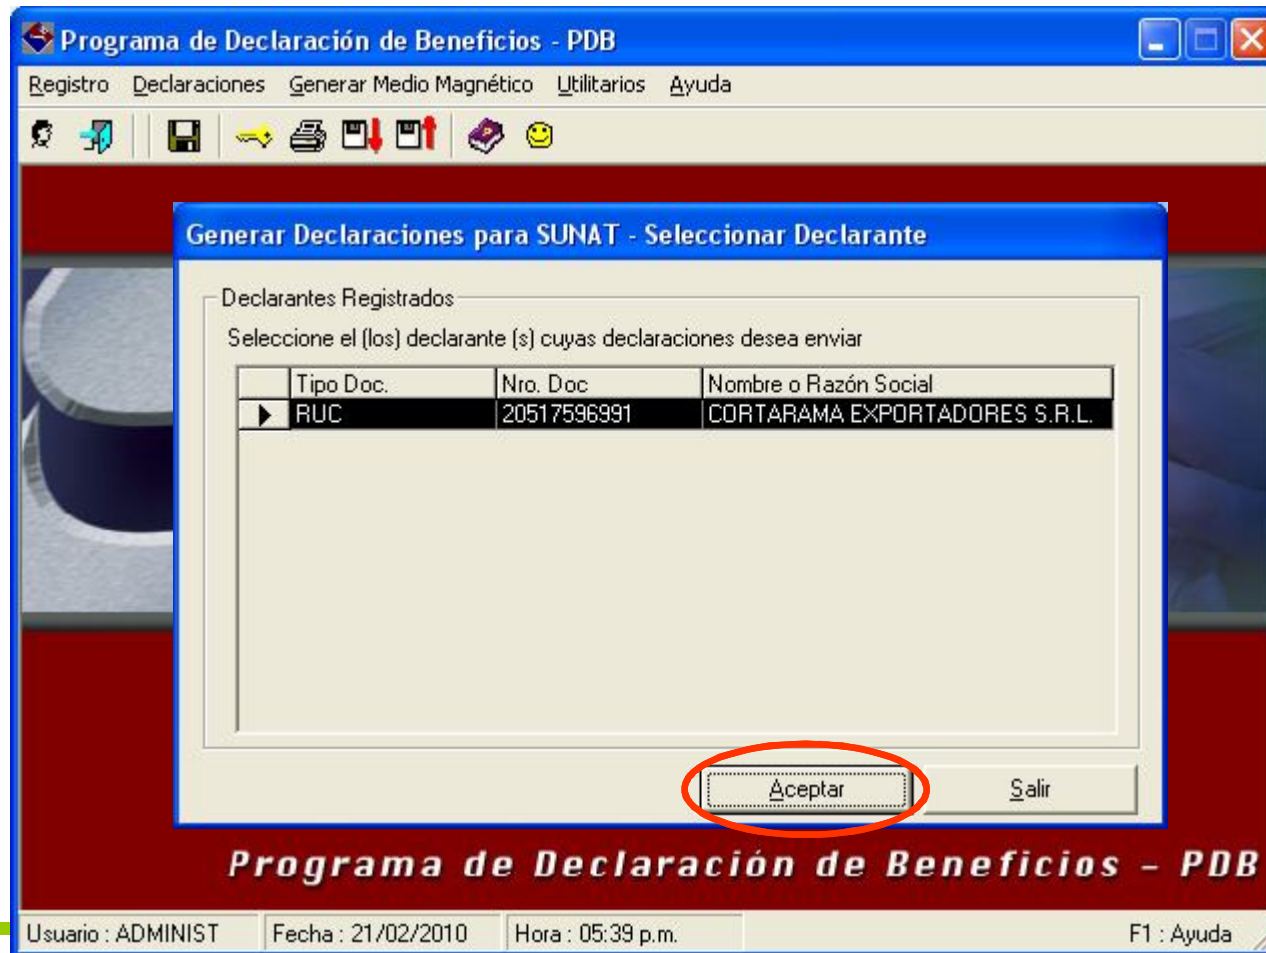 Programa de Declaración de Beneficios - PDB
Registro Declaraciones Generar Medio Magnético Utilitarios Ayuda
Generar Declaraciones para SUNAT - Seleccionar Declarante
Declarantes Registrados
Seleccione el (los) declarante (s) cuyas declaraciones desea enviar
Tipo Doc. Nro. Doc Nombre o Razón Social
RUC 20517596991 CORTARAMA EXPORTADORES S.R.L.
Aceptar Salir
Programa de Declaración de Beneficios - PDB
Usuario : ADMINIST Fecha : 21/02/2010 Hora : 05:39 p.m. F1 : Ayuda